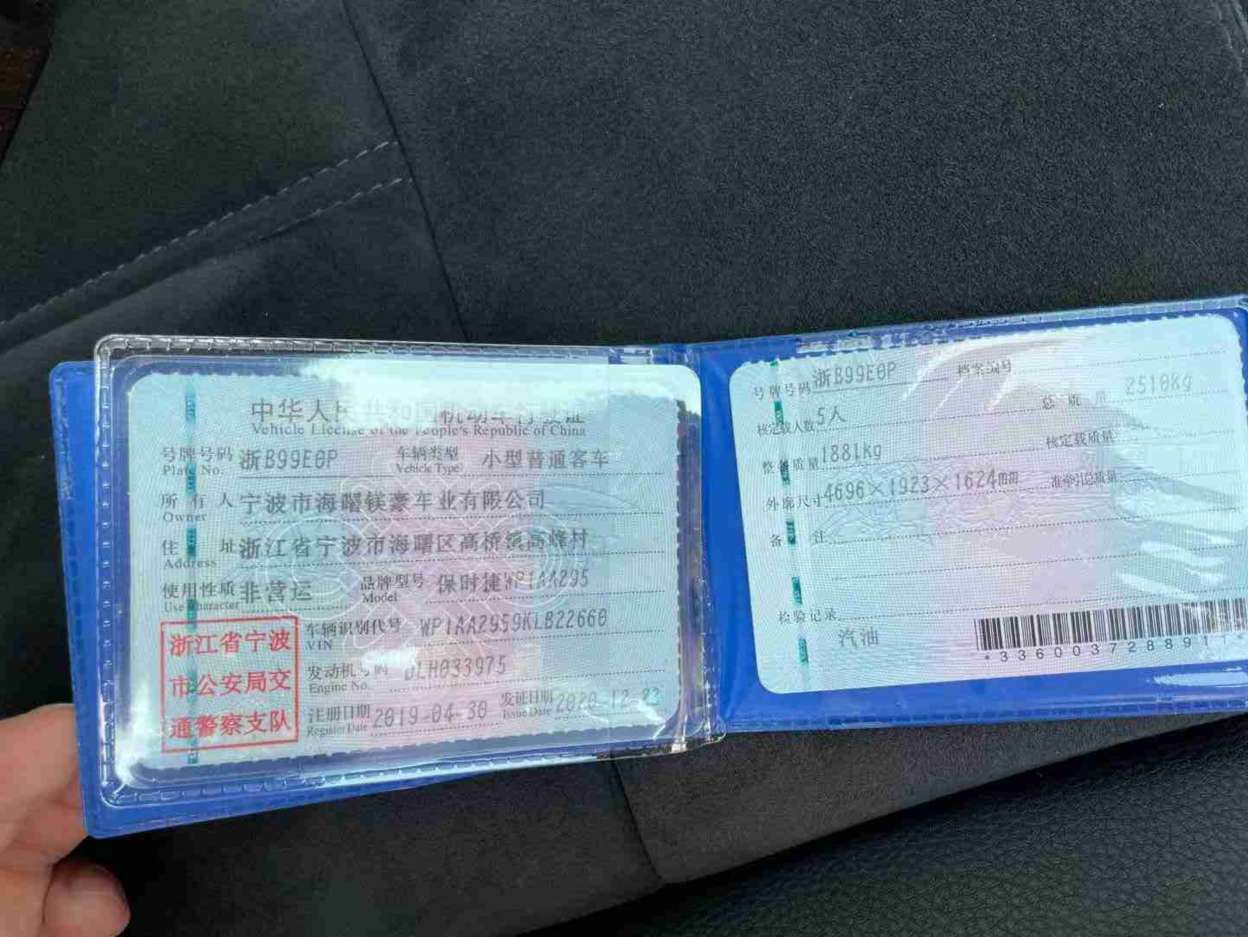 中华人民共和国机动车行驶证
Vehicle License of the People's Republic of China
号牌号码 浙B99E0P 车辆类型 小型普通客车
Plate No. Vehicle Type
所有人 宁波市海曙镁豪车业有限公司
Owner
住址 浙江省宁波市海曙区高桥镇高峰村
Address
使用性质 非营运 品牌型号 保时捷WP1AA295
Use Character Model
浙江省宁波
市公安局交
通警察支队
车辆识别代号 WP1AA2959KLB22660
VIN
发动机号码 DLH033975
Engine No.
注册日期 2019-04-30 发证日期 2020-12-23
Register Date Issue Date
号牌号码 浙B99E0P 档案编号
核定载人数 5人 总质量 2510kg
整备质量 1881kg 核定载质量
外廓尺寸 4696×1923×1624mm 准牵引总质量
备注
检验记录
汽油